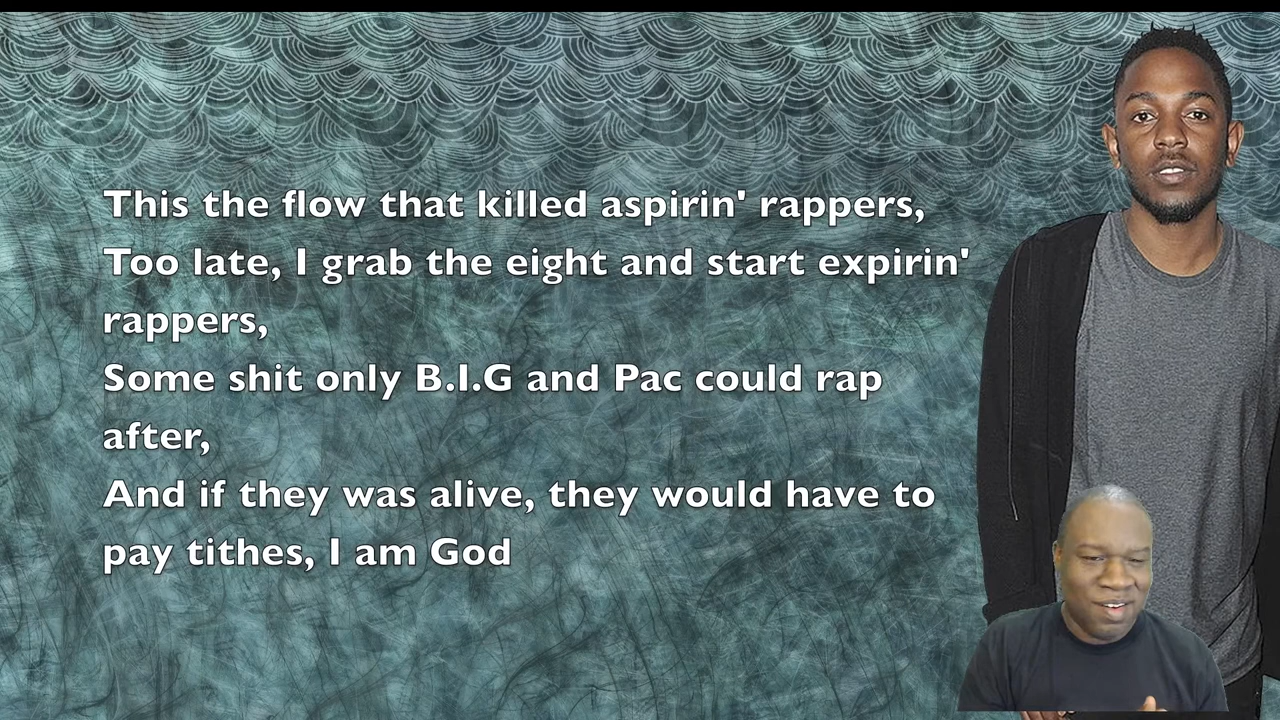 This the flow that killed aspirin' rappers,
Too late, I grab the eight and start expirin'
rappers,
Some shit only B.I.G and Pac could rap
after,
And if they was alive, they would have to
pay tithes, I am God